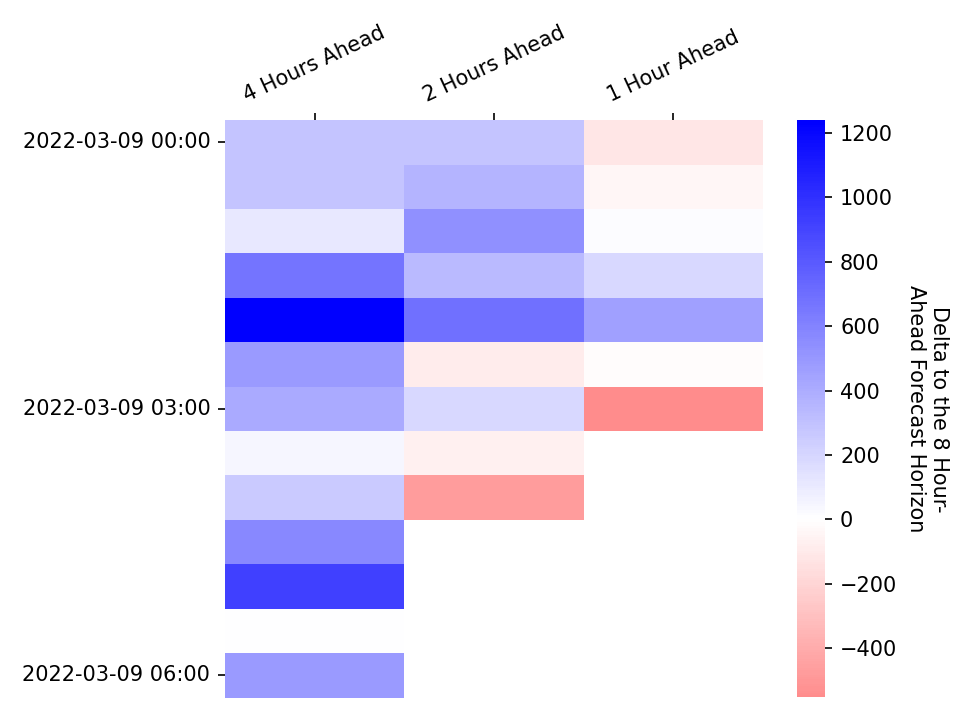 4 Hours Ahead
2 Hours Ahead
1 Hour Ahead
2022-03-09 00:00
2022-03-09 03:00
2022-03-09 06:00
1200
1000
800
600
400
200
0
−200
−400
Delta to the 8 Hour-
Ahead Forecast Horizon